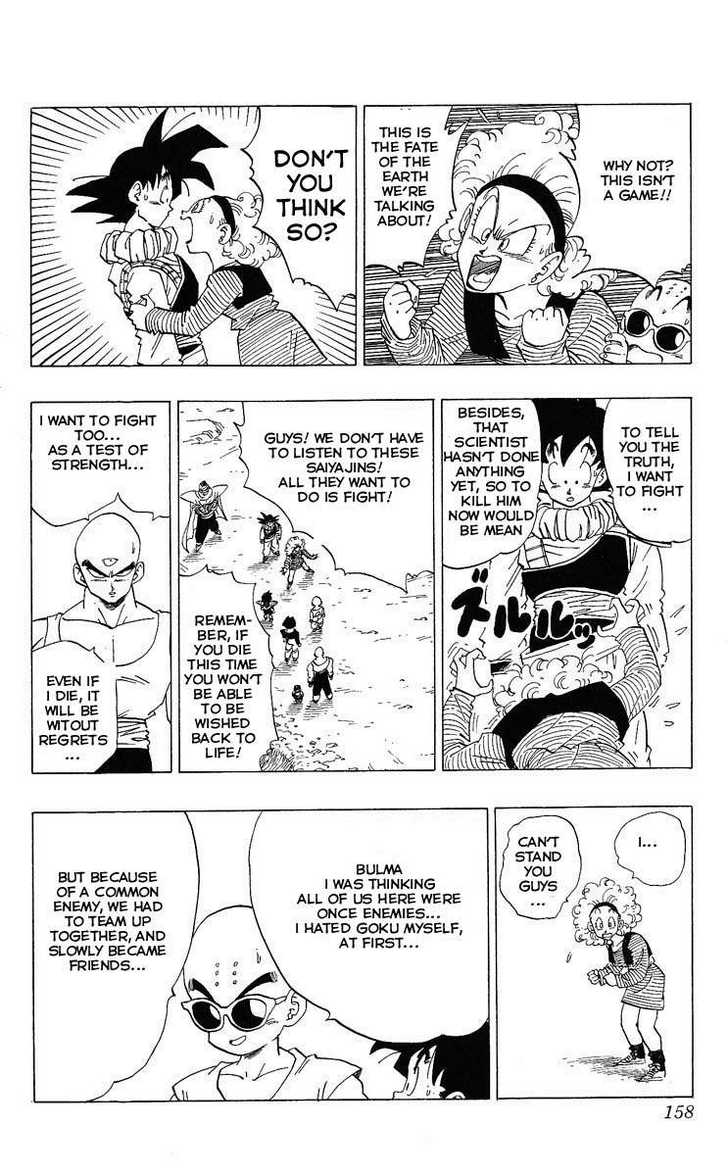 WHY NOT?
THIS ISN'T
A GAME!!
THIS IS
THE FATE
OF THE
EARTH
WE'RE
TALKING
ABOUT!
DON'T
YOU
THINK
SO?
TO TELL
YOU THE
TRUTH,
I WANT
TO FIGHT
...
BESIDES,
THAT
SCIENTIST
HASN'T DONE
ANYTHING
YET, SO TO
KILL HIM
NOW WOULD
BE MEAN
ズルルルッ
GUYS! WE DON'T HAVE
TO LISTEN TO THESE
SAIYAJINS!
ALL THEY WANT TO
DO IS FIGHT!
REMEM-
BER, IF
YOU DIE
THIS TIME
YOU WON'T
BE ABLE
TO BE
WISHED
BACK TO
LIFE!
I WANT TO FIGHT
TOO...
AS A TEST OF
STRENGTH...
EVEN IF
I DIE, IT
WILL BE
WITOUT
REGRETS
...
I...
CAN'T
STAND
YOU
GUYS
...
BULMA
I WAS THINKING
ALL OF US HERE WERE
ONCE ENEMIES...
I HATED GOKU MYSELF,
AT FIRST...
BUT BECAUSE
OF A COMMON
ENEMY, WE HAD
TO TEAM UP
TOGETHER, AND
SLOWLY BECAME
FRIENDS...
158